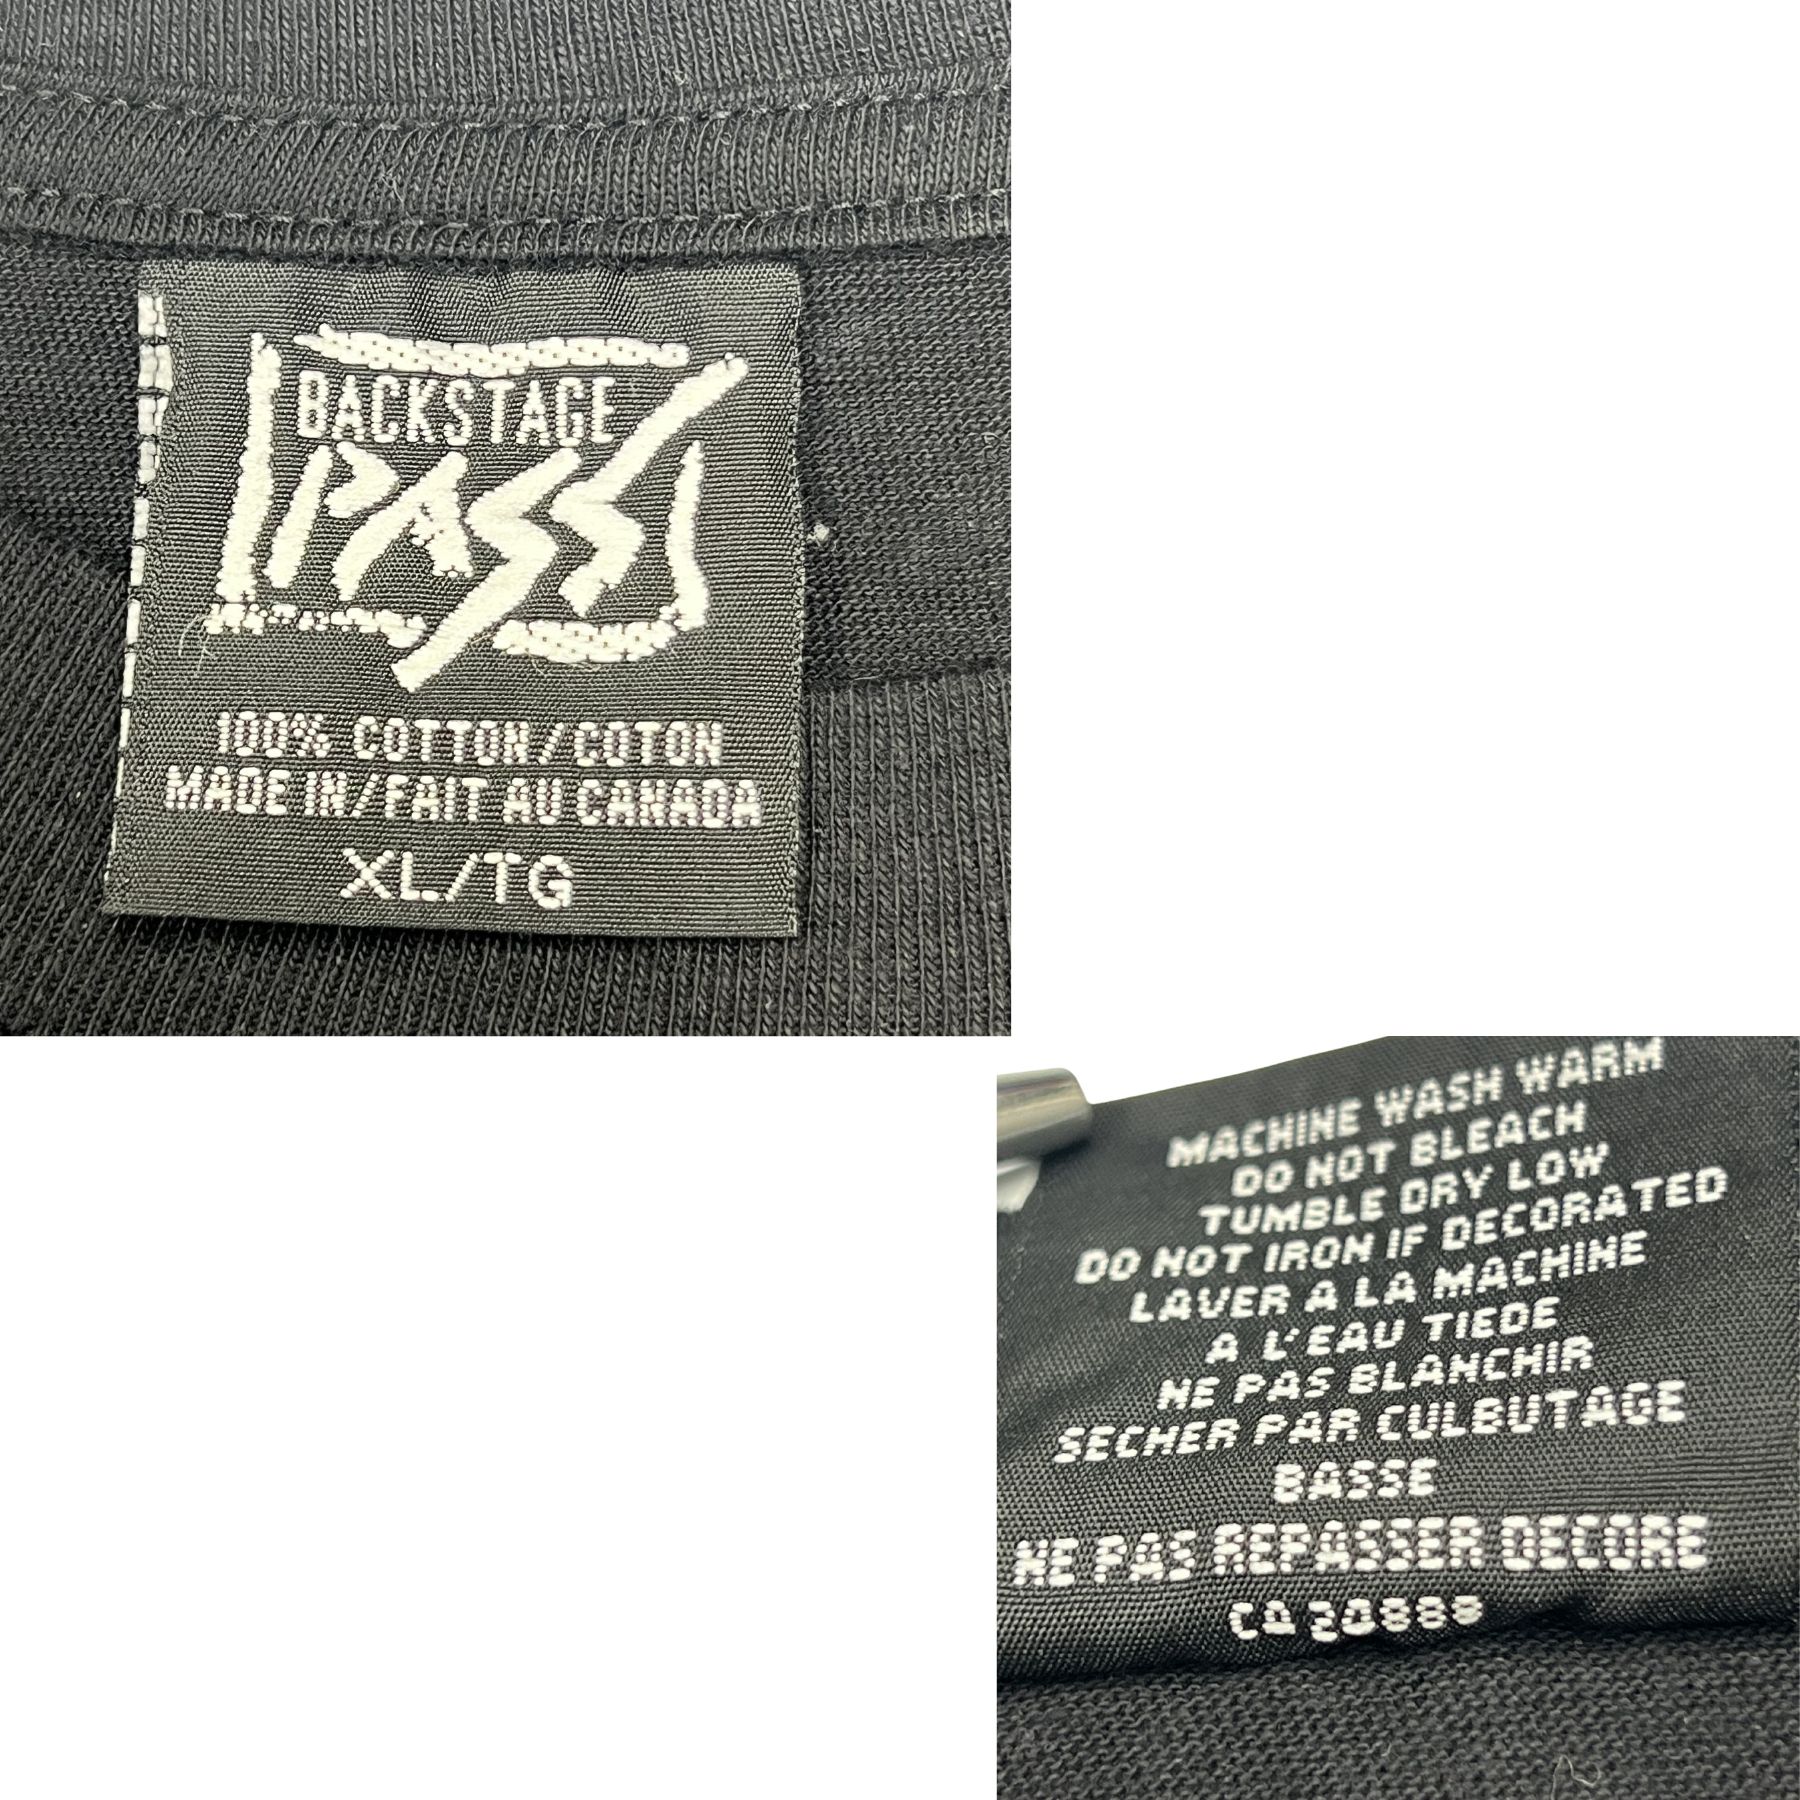 BACKSTAGE
PASS
100% COTTON/COTON
MADE IN/FAIT AU CANADA
XL/TG
MACHINE WASH WARM
DO NOT BLEACH
TUMBLE DRY LOW
DO NOT IRON IF DECORATED
LAVER A LA MACHINE
A L'EAU TIEDE
NE PAS BLANCHIR
SECHER PAR CULBUTAGE
BASSE
NE PAS REPASSER DECORE
CA